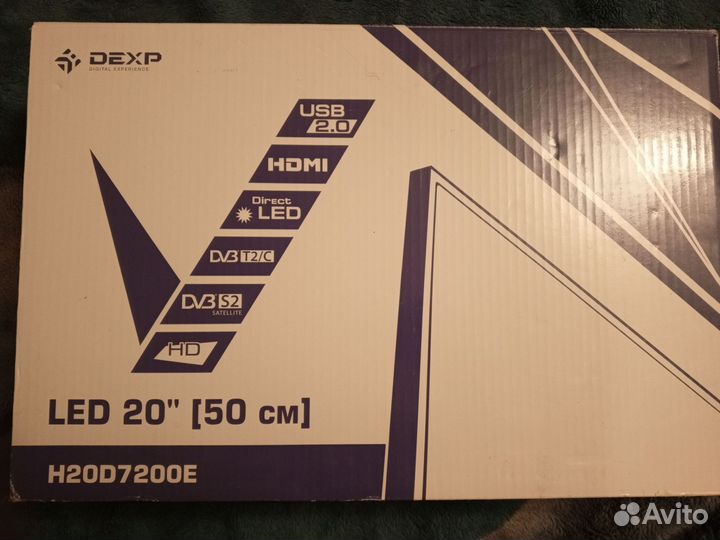 DEXP
DIGITAL EXPERIENCE
USB
2.0
HDMI
Direct
LED
DVB T2/C
DVB S2
SATELLITE
HD
LED 20" [50 см]
H20D7200E
Avito